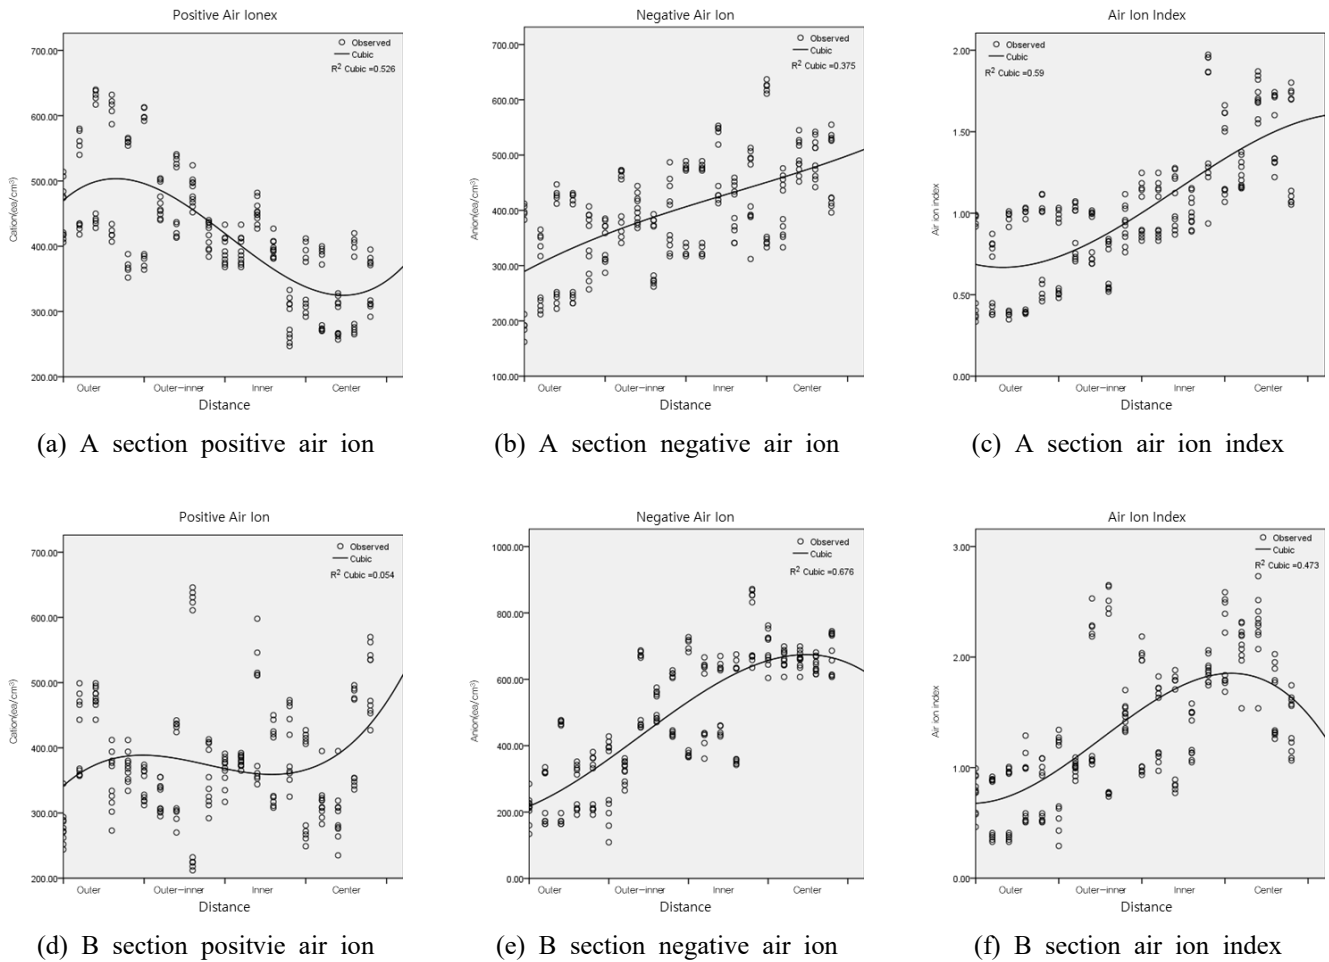 Positive Air Ionex
700.00
600.00
500.00
400.00
300.00
200.00
Cation(ea/cm³)
Observed
Cubic
R² Cubic =0.526
Outer
Outer-inner
Inner
Center
Distance
(a) A section positive air ion
Negative Air Ion
700.00
600.00
500.00
400.00
300.00
200.00
100.00
Anion(ea/cm³)
Observed
Cubic
R² Cubic =0.375
Outer
Outer-inner
Inner
Center
Distance
(b) A section negative air ion
Air Ion Index
2.00
1.50
1.00
0.50
0.00
Air ion index
Observed
Cubic
R² Cubic =0.59
Outer
Outer-inner
Inner
Center
Distance
(c) A section air ion index
Positive Air Ion
700.00
600.00
500.00
400.00
300.00
200.00
Cation(ea/cm³)
Observed
Cubic
R² Cubic =0.054
Outer
Outer-inner
Inner
Center
Distance
(d) B section positvie air ion
Negative Air Ion
1000.00
800.00
600.00
400.00
200.00
0.00
Anion(ea/cm³)
Observed
Cubic
R² Cubic =0.676
Outer
Outer-inner
Inner
Center
Distance
(e) B section negative air ion
Air Ion Index
3.00
2.00
1.00
0.00
Air ion index
Observed
Cubic
R² Cubic =0.473
Outer
Outer-inner
Inner
Center
Distance
(f) B section air ion index